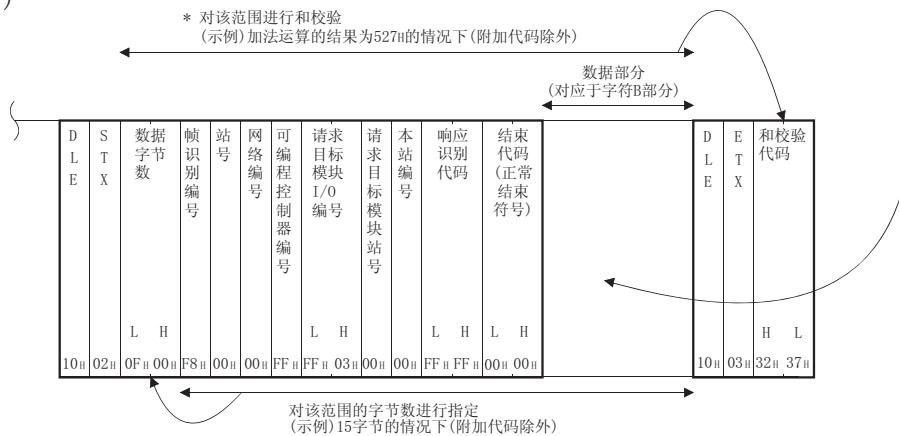 )
* 对该范围进行和校验
(示例)加法运算的结果为527H的情况下(附加代码除外)
数据部分
(对应于字符B部分)
D
L
E
S
T
X
数据
字节
数
帧识别编号
站号
网络编号
可编程控制器编号
请求
目标
模块
I/O
编号
请求目标模块站号
本站编号
响应
识别
代码
结束
代码
(正常
结束
符号)
D
L
E
E
T
X
和校验
代码
L H
L H
L H
L H
H L
10H 02H 0FH 00H F8H 00H 00H FFH FFH 03H 00H 00H FFH FFH 00H 00H 10H 03H 32H 37H
对该范围的字节数进行指定
(示例)15字节的情况下(附加代码除外)